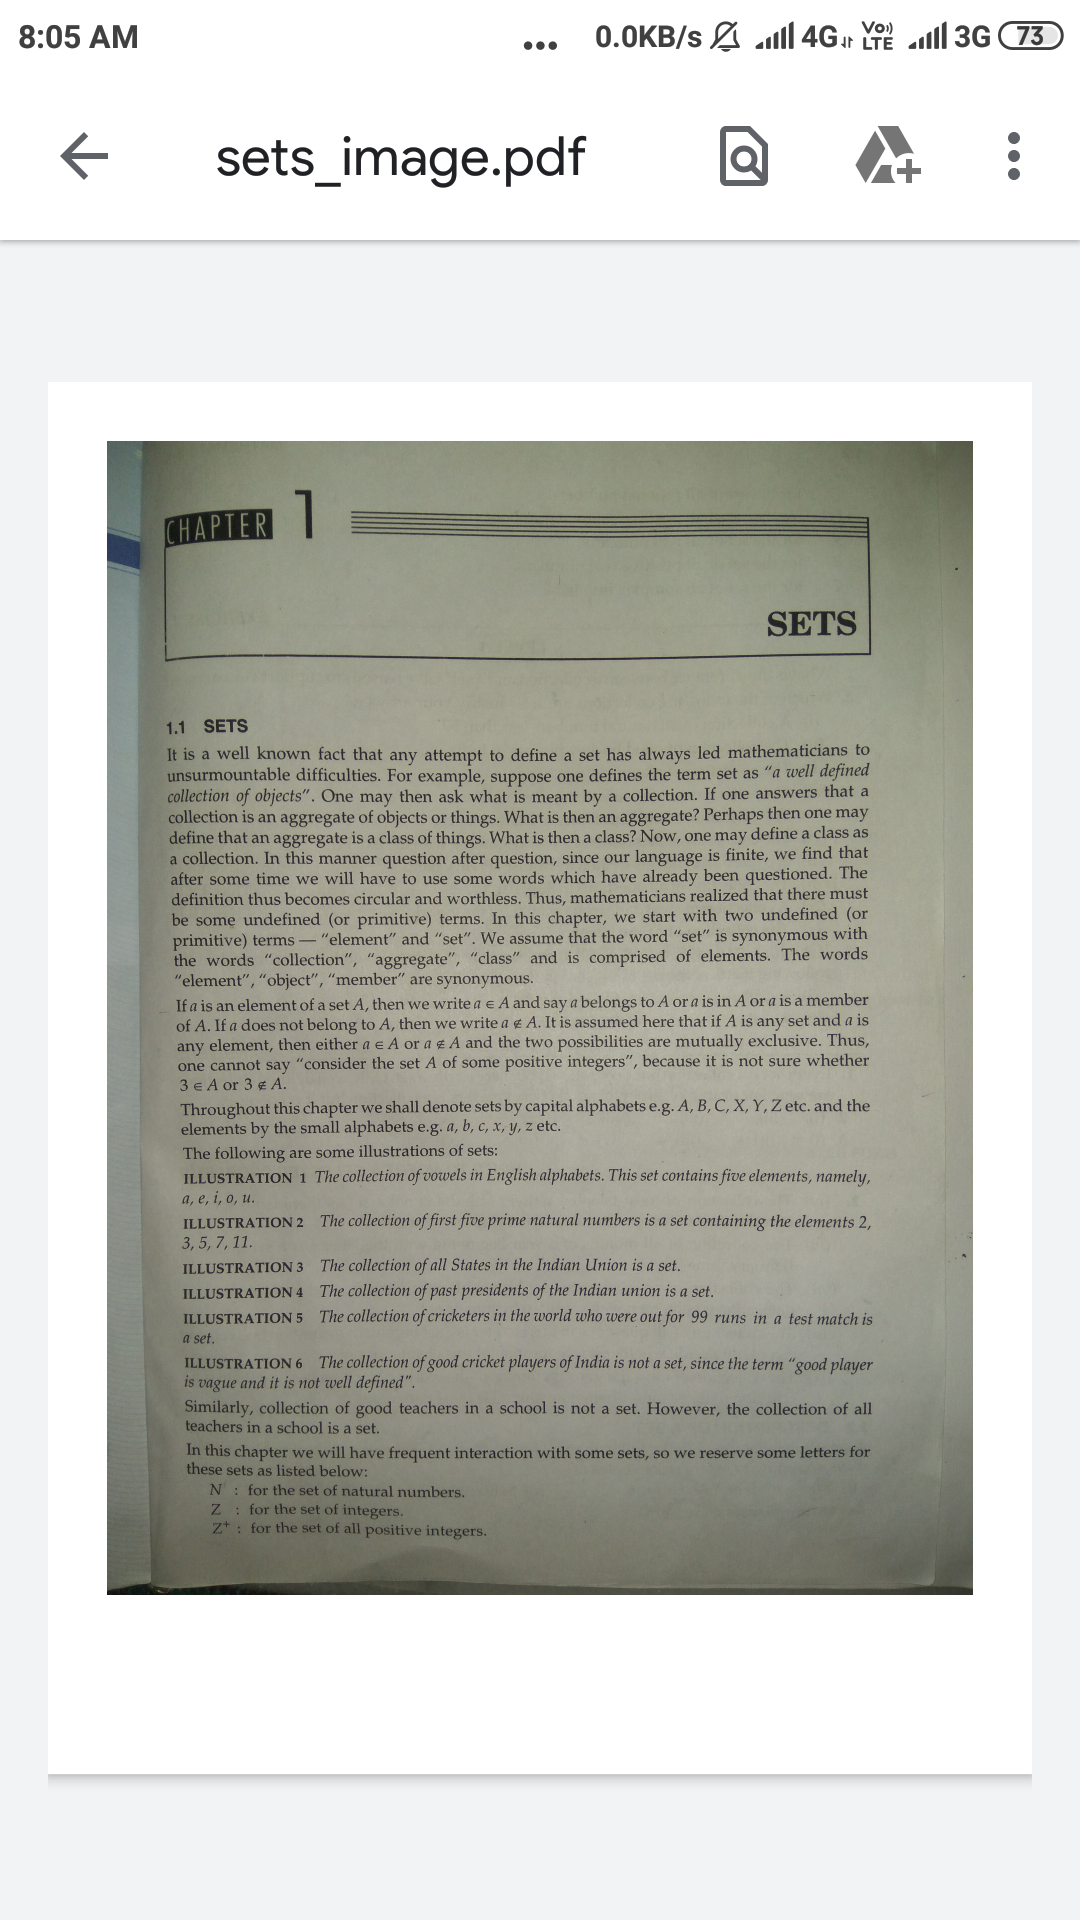 8:05 AM
... 0.0KB/s 4G VoLTE 3G 73
sets_image.pdf
CHAPTER 1
SETS
1.1 SETS
It is a well known fact that any attempt to define a set has always led mathematicians to
unsurmountable difficulties. For example, suppose one defines the term set as "a well defined
collection of objects". One may then ask what is meant by a collection. If one answers that a
collection is an aggregate of objects or things. What is then an aggregate? Perhaps then one may
define that an aggregate is a class of things. What is then a class? Now, one may define a class as
a collection. In this manner question after question, since our language is finite, we find that
after some time we will have to use some words which have already been questioned. The
definition thus becomes circular and worthless. Thus, mathematicians realized that there must
be some undefined (or primitive) terms. In this chapter, we start with two undefined (or
primitive) terms — "element" and "set". We assume that the word "set" is synonymous with
the words "collection", "aggregate", "class" and is comprised of elements. The words
"element", "object", "member" are synonymous.
If a is an element of a set A, then we write a ∈ A and say a belongs to A or a is in A or a is a member
of A. If a does not belong to A, then we write a ∉ A. It is assumed here that if A is any set and a is
any element, then either a ∈ A or a ∉ A and the two possibilities are mutually exclusive. Thus,
one cannot say "consider the set A of some positive integers", because it is not sure whether
3 ∈ A or 3 ∉ A.
Throughout this chapter we shall denote sets by capital alphabets e.g. A, B, C, X, Y, Z etc. and the
elements by the small alphabets e.g. a, b, c, x, y, z etc.
The following are some illustrations of sets:
ILLUSTRATION 1 The collection of vowels in English alphabets. This set contains five elements, namely,
a, e, i, o, u.
ILLUSTRATION 2 The collection of first five prime natural numbers is a set containing the elements 2,
3, 5, 7, 11.
ILLUSTRATION 3 The collection of all States in the Indian Union is a set.
ILLUSTRATION 4 The collection of past presidents of the Indian union is a set.
ILLUSTRATION 5 The collection of cricketers in the world who were out for 99 runs in a test match is
a set.
ILLUSTRATION 6 The collection of good cricket players of India is not a set, since the term "good player
is vague and it is not well defined".
Similarly, collection of good teachers in a school is not a set. However, the collection of all
teachers in a school is a set.
In this chapter we will have frequent interaction with some sets, so we reserve some letters for
these sets as listed below:
N : for the set of natural numbers.
Z : for the set of integers.
Z⁺ : for the set of all positive integers.